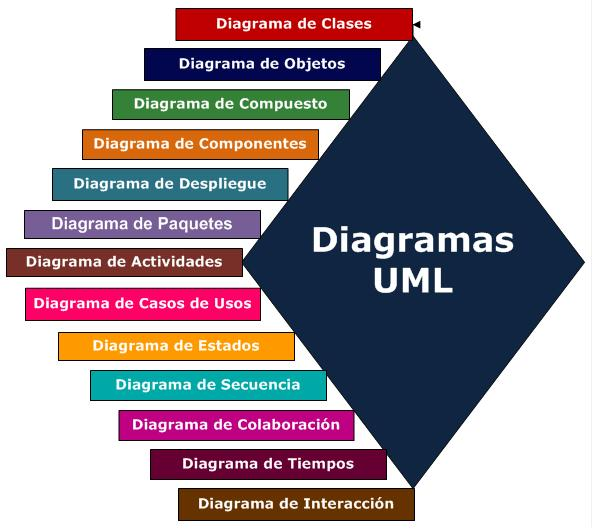 Diagrama de Clases
Diagrama de Objetos
Diagrama de Compuesto
Diagrama de Componentes
Diagrama de Despliegue
Diagrama de Paquetes
Diagrama de Actividades
Diagrama de Casos de Usos
Diagrama de Estados
Diagrama de Secuencia
Diagrama de Colaboración
Diagrama de Tiempos
Diagrama de Interacción
Diagramas
UML